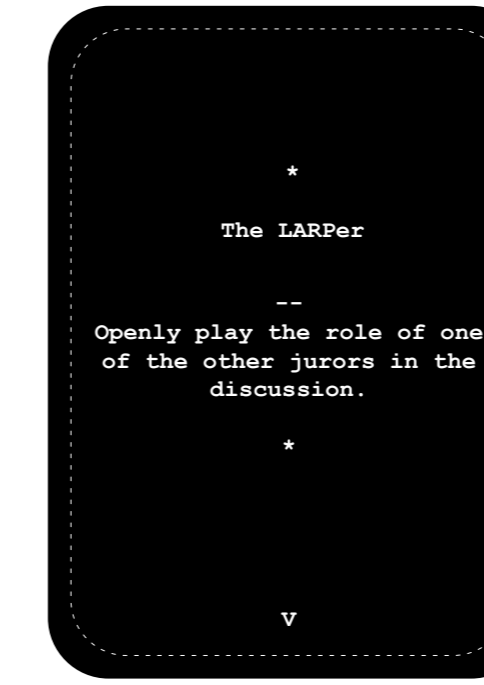 *
The LARPer
--
Openly play the role of one
of the other jurors in the
discussion.
*
V